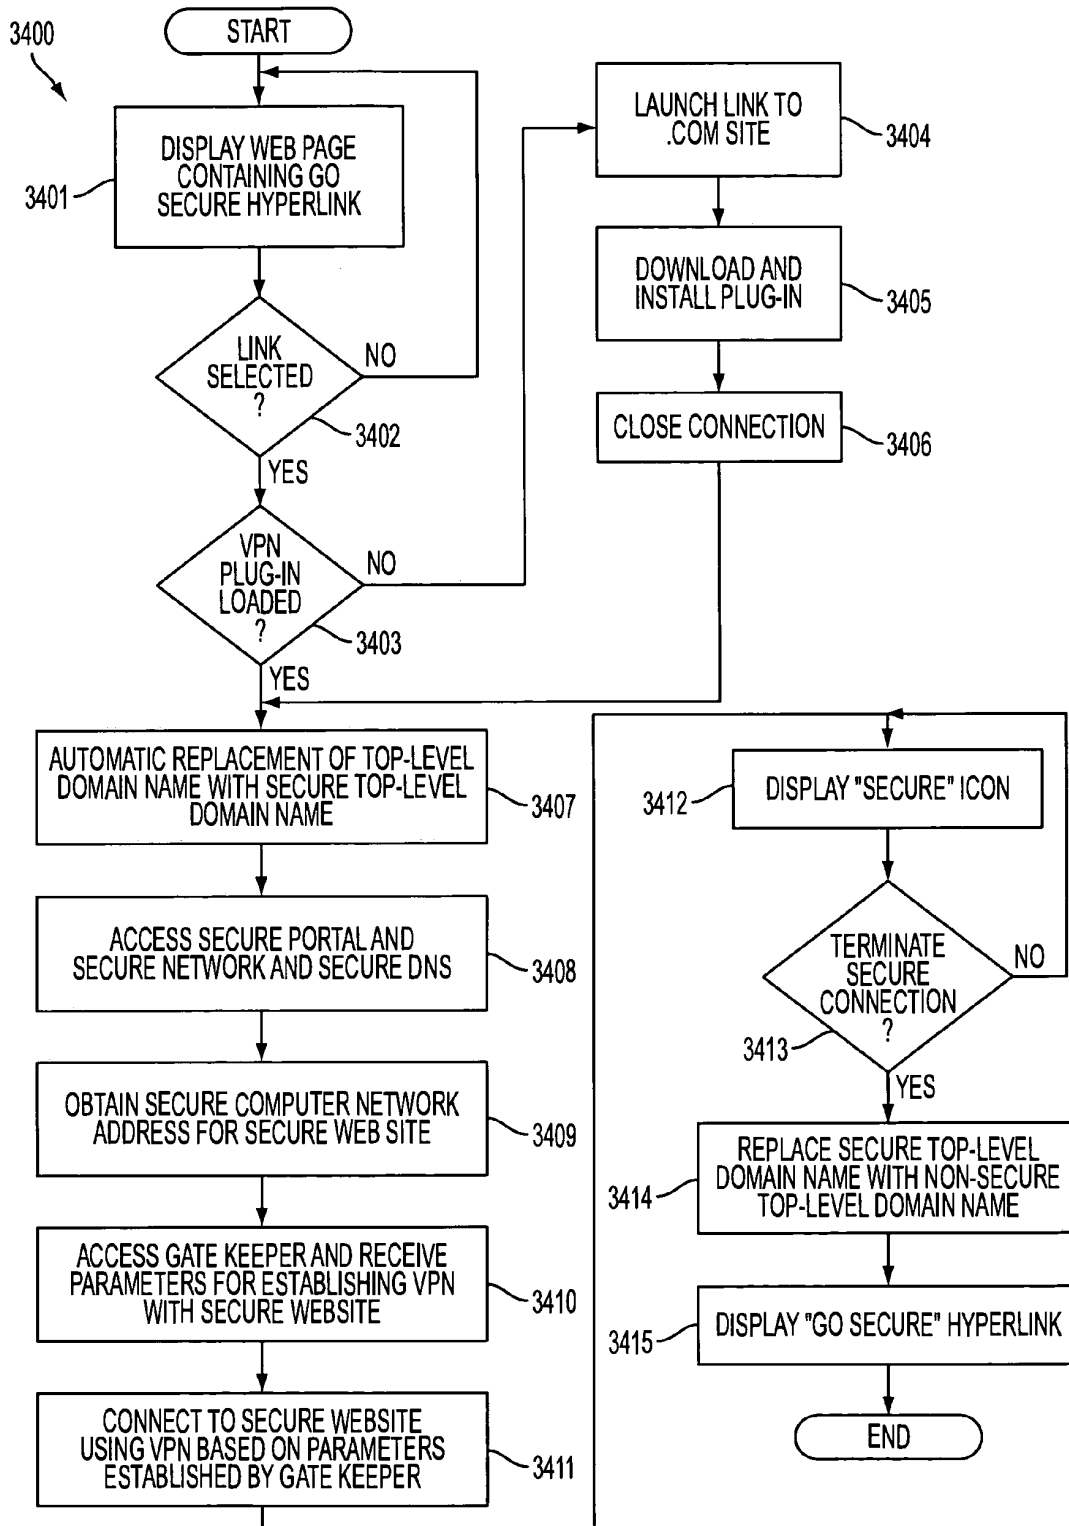 3400
START
DISPLAY WEB PAGE
CONTAINING GO
SECURE HYPERLINK
3401
LINK
SELECTED
?
NO
3402
YES
VPN
PLUG-IN
LOADED
?
NO
3403
YES
LAUNCH LINK TO
.COM SITE
3404
DOWNLOAD AND
INSTALL PLUG-IN
3405
CLOSE CONNECTION
3406
AUTOMATIC REPLACEMENT OF TOP-LEVEL
DOMAIN NAME WITH SECURE TOP-LEVEL
DOMAIN NAME
3407
ACCESS SECURE PORTAL AND
SECURE NETWORK AND SECURE DNS
3408
OBTAIN SECURE COMPUTER NETWORK
ADDRESS FOR SECURE WEB SITE
3409
ACCESS GATE KEEPER AND RECEIVE
PARAMETERS FOR ESTABLISHING VPN
WITH SECURE WEBSITE
3410
CONNECT TO SECURE WEBSITE
USING VPN BASED ON PARAMETERS
ESTABLISHED BY GATE KEEPER
3411
DISPLAY "SECURE" ICON
3412
TERMINATE
SECURE
CONNECTION
?
NO
3413
YES
REPLACE SECURE TOP-LEVEL
DOMAIN NAME WITH NON-SECURE
TOP-LEVEL DOMAIN NAME
3414
DISPLAY "GO SECURE" HYPERLINK
3415
END